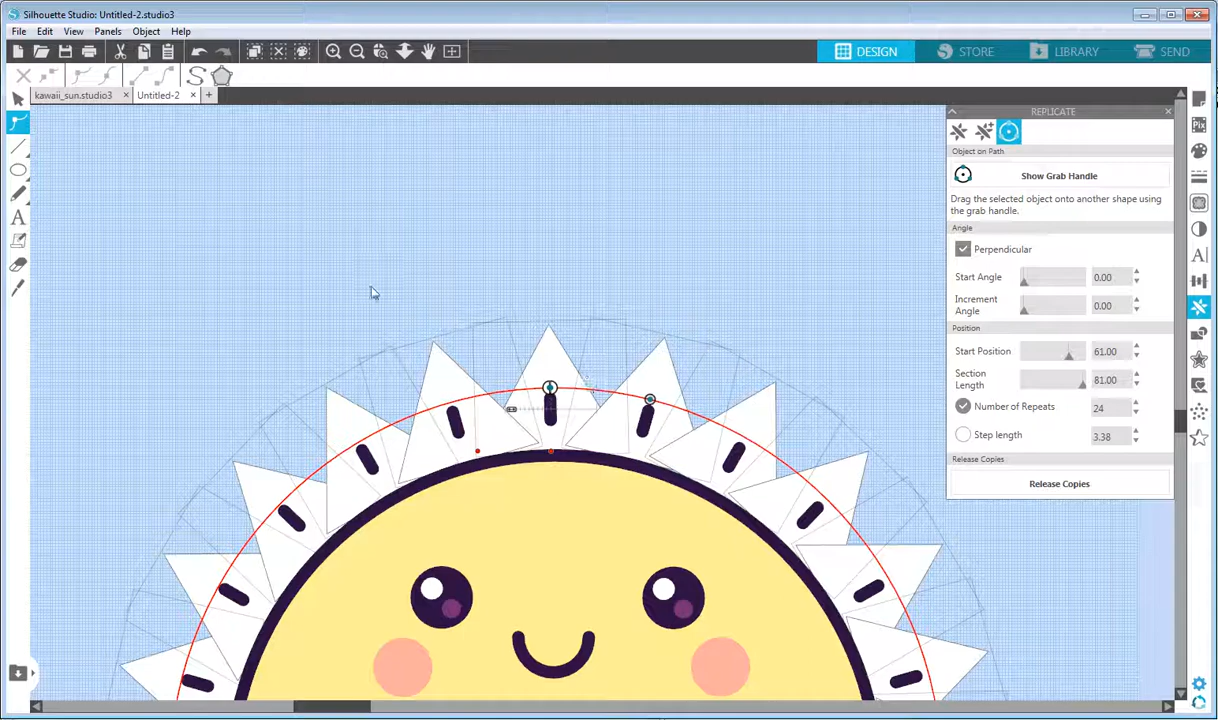 Silhouette Studio: Untitled-2.studio3
File Edit View Panels Object Help
DESIGN STORE LIBRARY SEND
kawaii_sun.studio3 × Untitled-2 × +
REPLICATE
Object on Path
Show Grab Handle
Drag the selected object onto another shape using
the grab handle.
Angle
Perpendicular
Start Angle 0.00
Increment
Angle 0.00
Position
Start Position 61.00
Section
Length 81.00
Number of Repeats 24
Step length 3.38
Release Copies
Release Copies